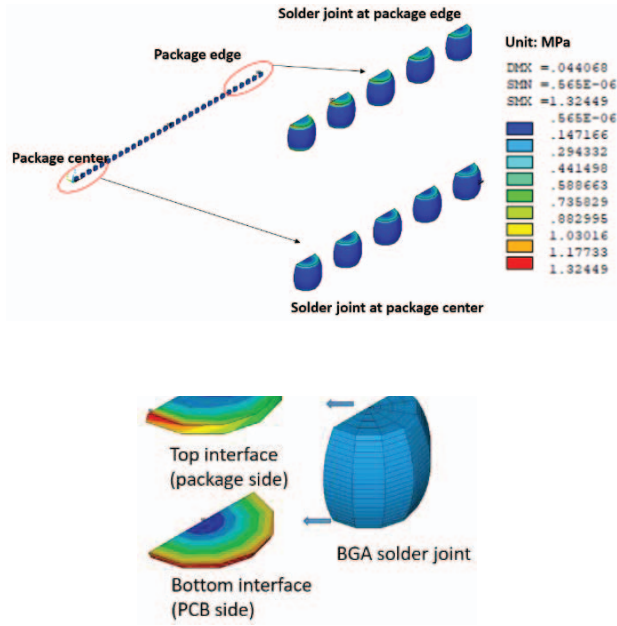 Solder joint at package edge
Package edge
Unit: MPa
DMX =.044068
SMN =.565E-06
SMX =1.32449
.565E-06
.147166
.294332
.441498
.588663
.735829
.882995
1.03016
1.17733
1.32449
Package center
Solder joint at package center
Top interface
(package side)
BGA solder joint
Bottom interface
(PCB side)